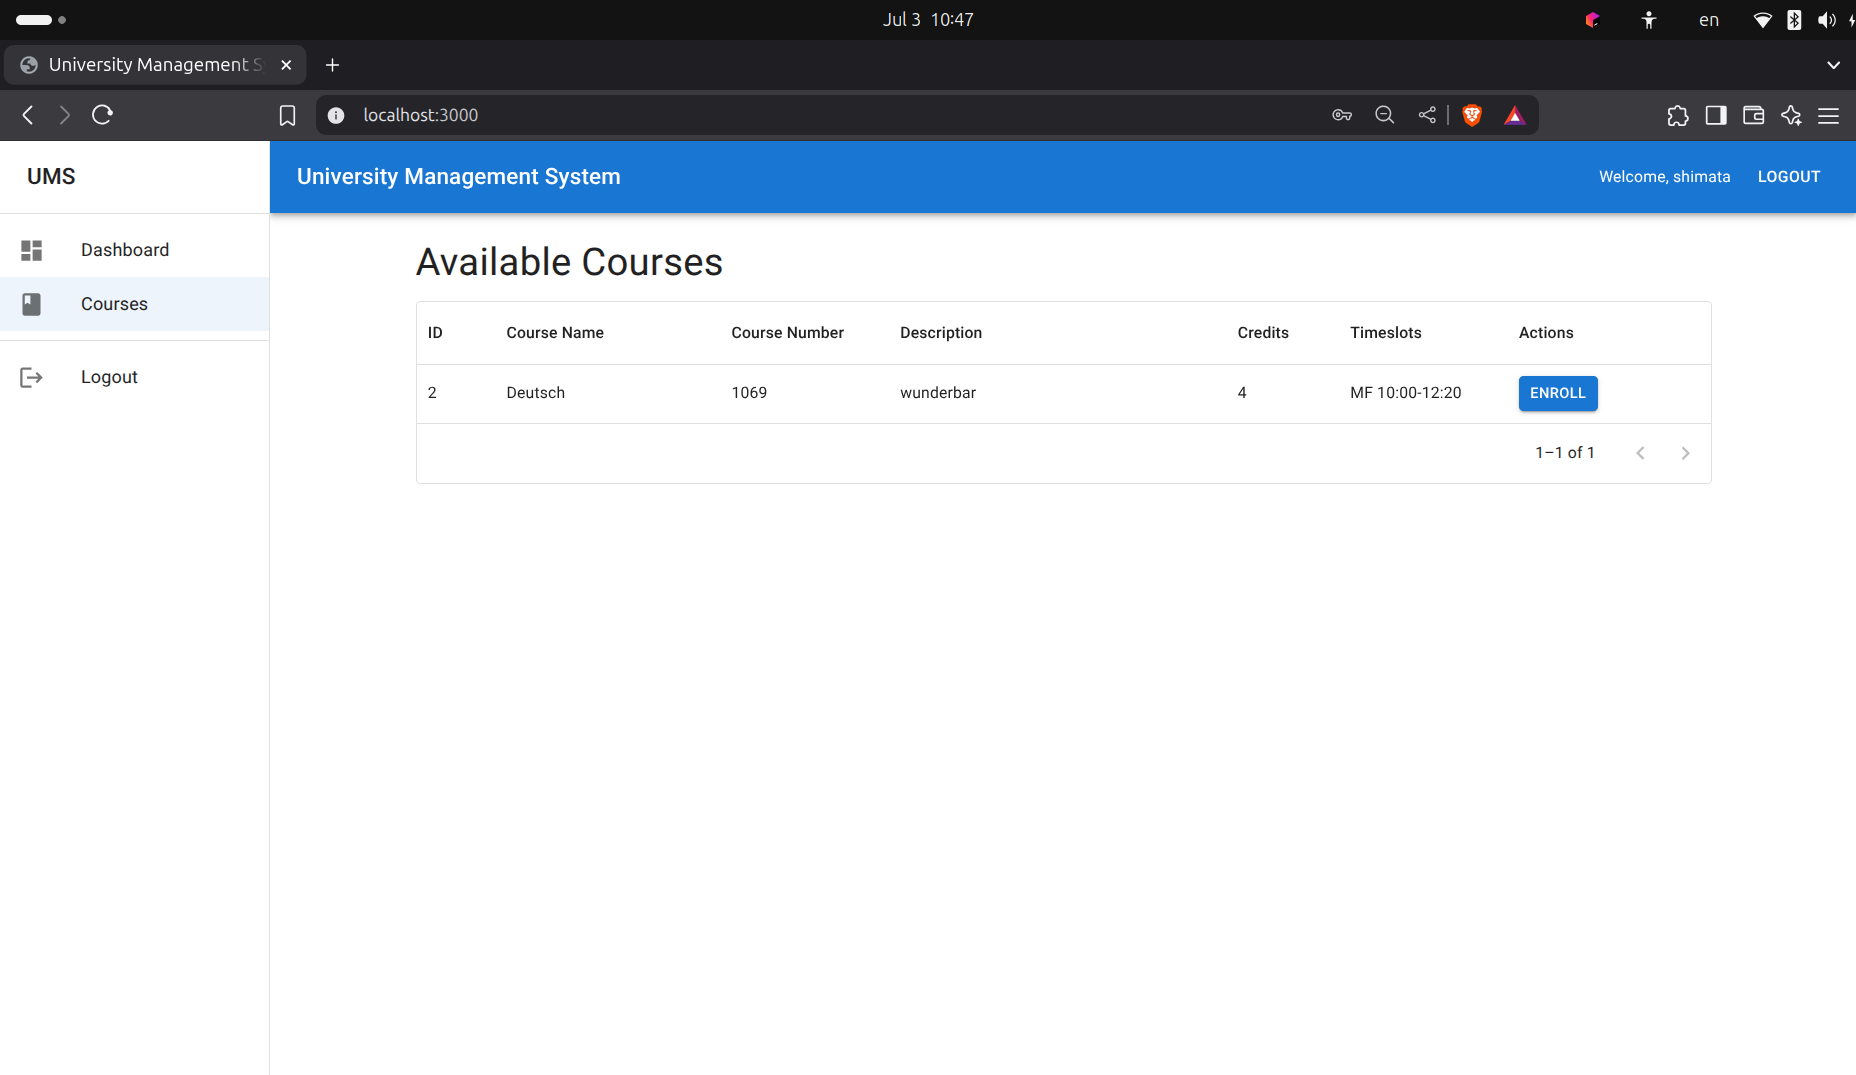 Jul 3 10:47
en
University Management S
localhost:3000
UMS
University Management System
Welcome, shimata
LOGOUT
Dashboard
Courses
Logout
Available Courses
ID Course Name Course Number Description Credits Timeslots Actions
2 Deutsch 1069 wunderbar 4 MF 10:00-12:20 ENROLL
1–1 of 1